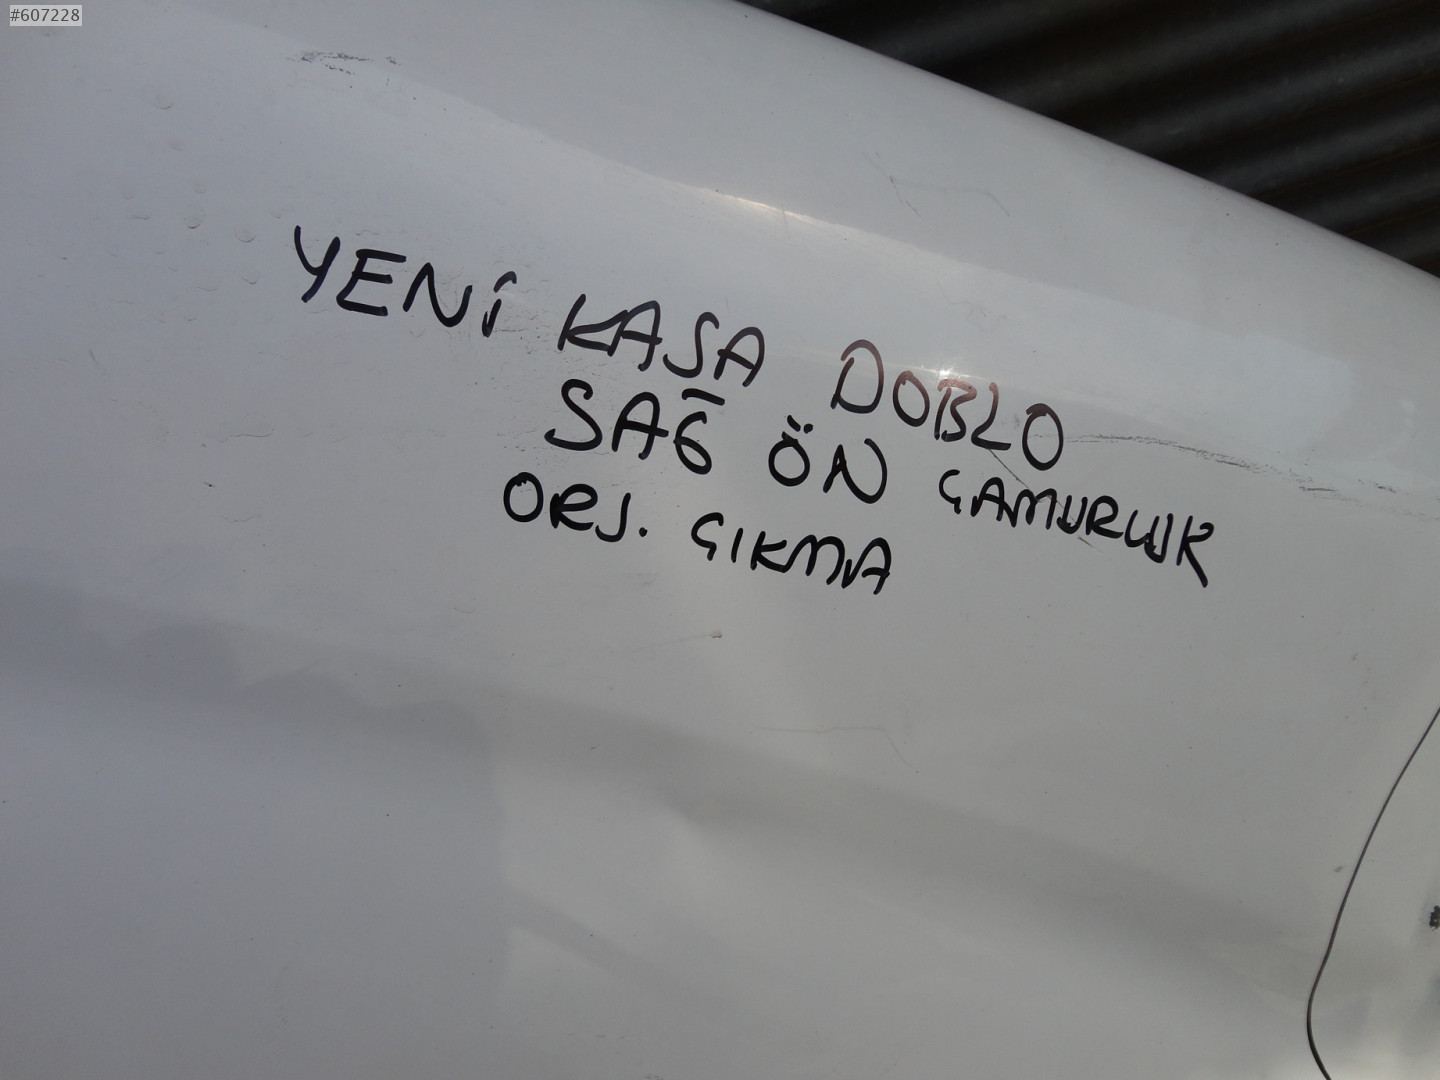 #607228
YENİ KASA DOBLO
SAĞ ÖN ÇAMURLUK
ORJ. ÇIKMA